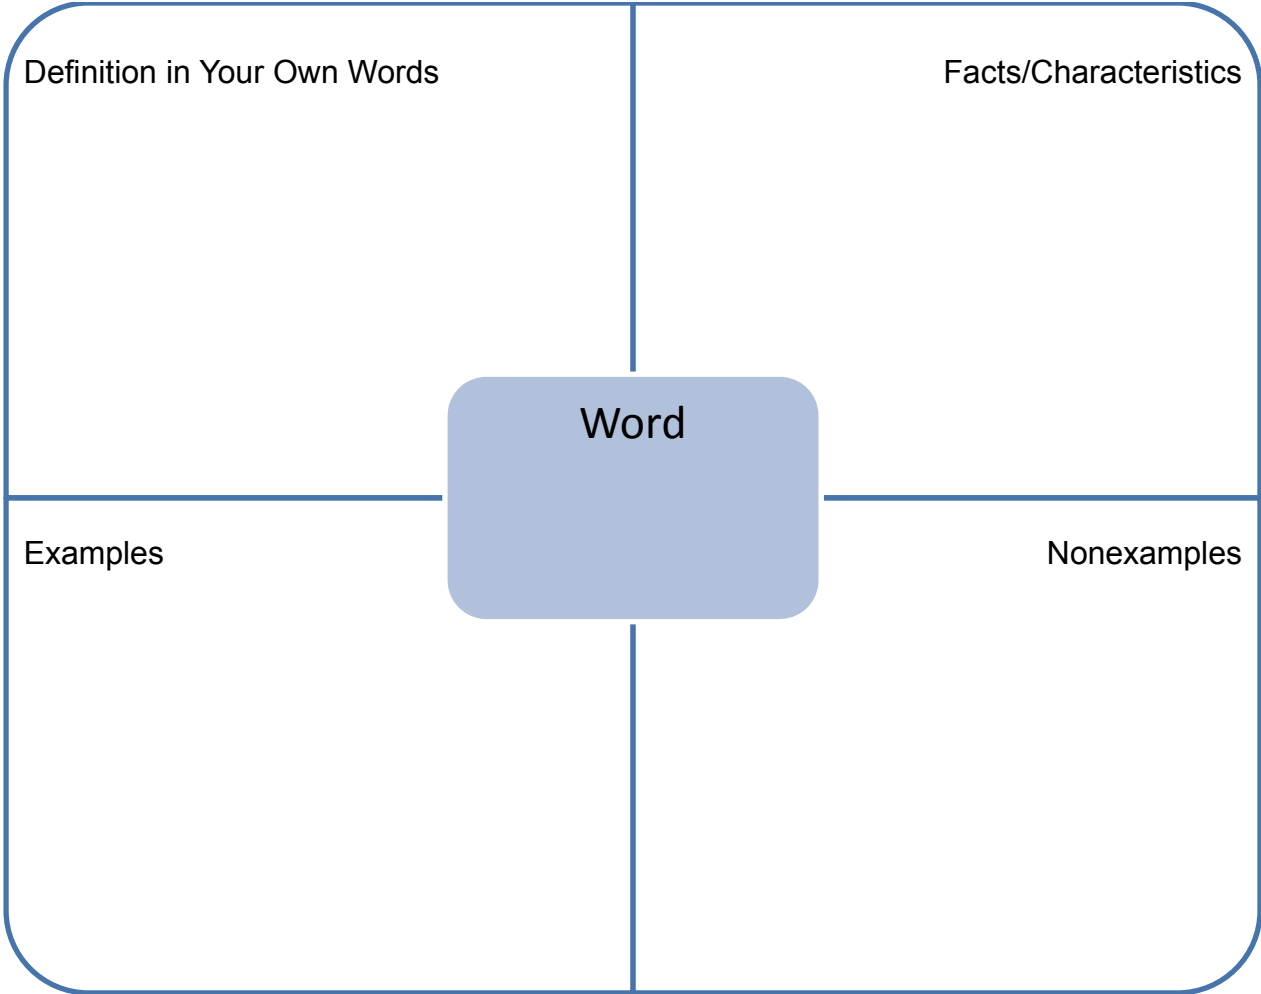 Definition in Your Own Words
Facts/Characteristics
Word
Examples
Nonexamples